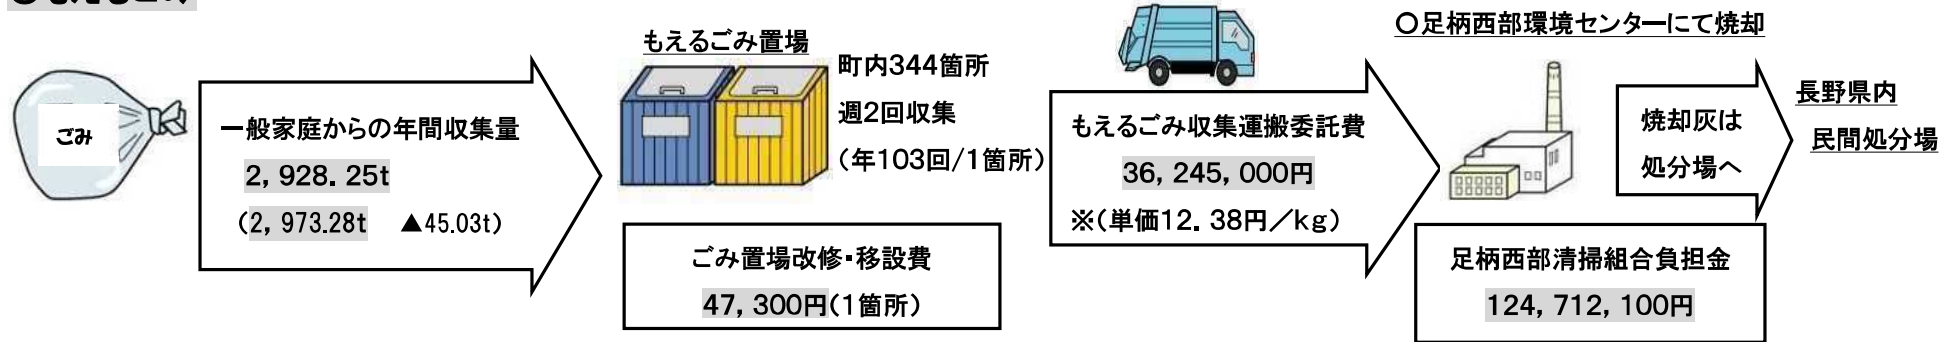 ごみ
一般家庭からの年間収集量
2，928．25t
（2，973.28t　▲45.03t）
もえるごみ置場
町内344箇所
週2回収集
（年103回/1箇所）
ごみ置場改修・移設費
47，300円（1箇所）
もえるごみ収集運搬委託費
36，245，000円
※（単価12．38円／kg）
〇足柄西部環境センターにて焼却
焼却灰は
処分場へ
長野県内
民間処分場
足柄西部清掃組合負担金
124，712，100円